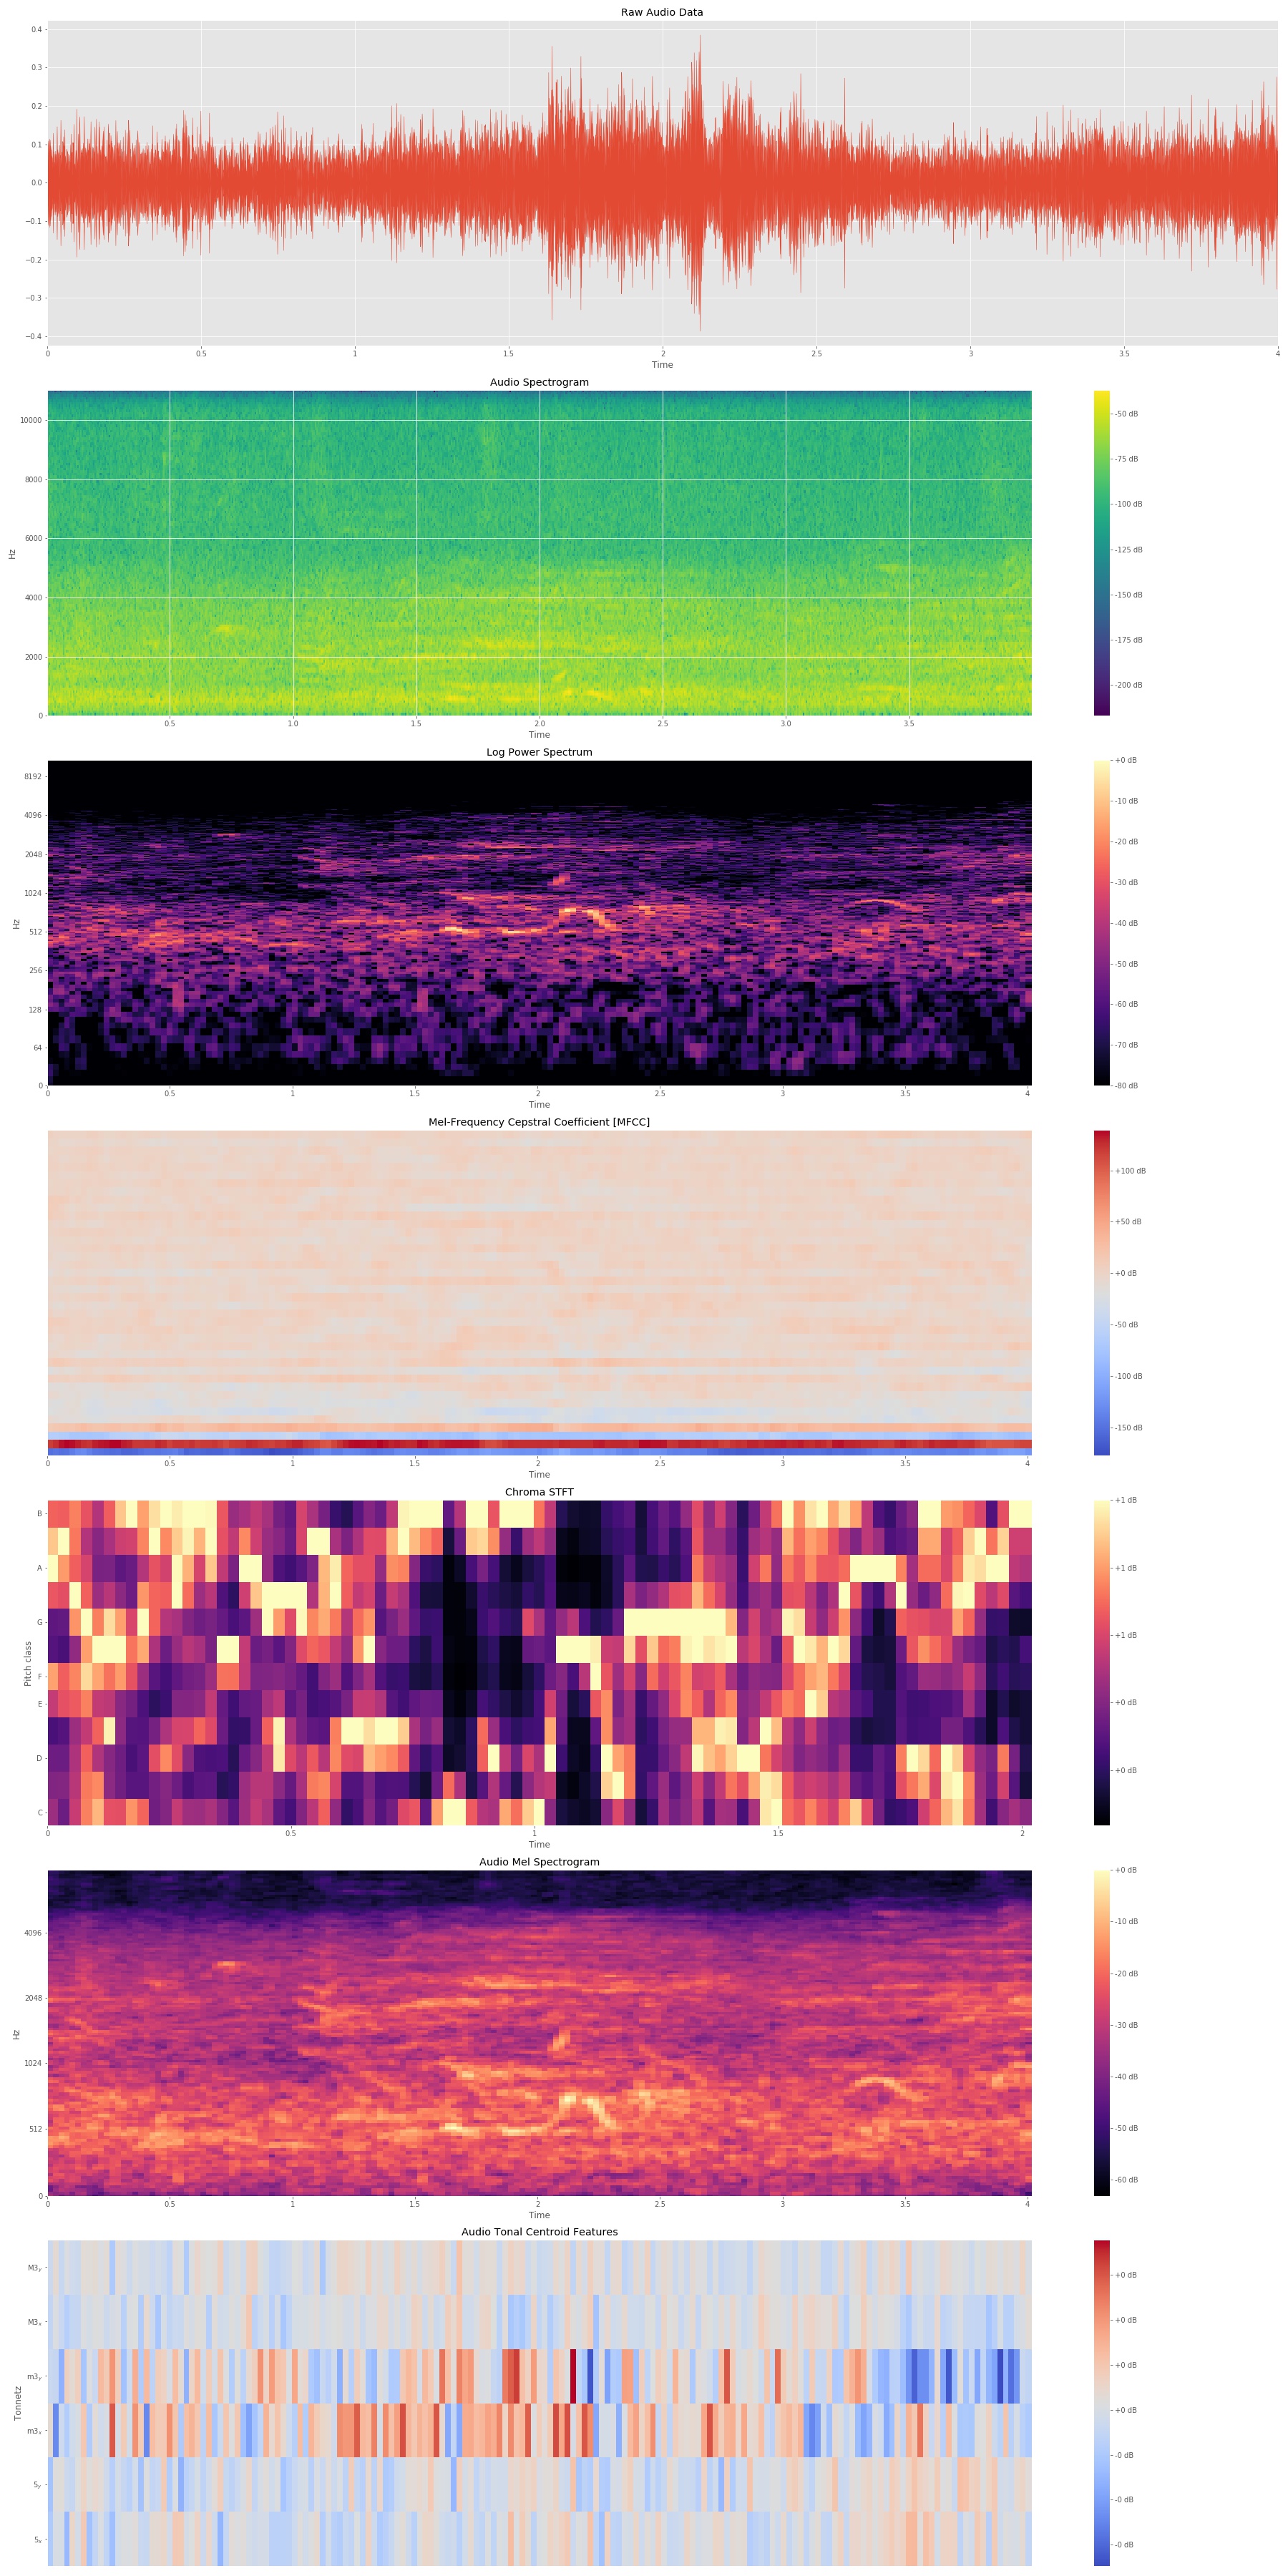 Raw Audio Data
0.4
0.3
0.2
0.1
0.0
−0.1
−0.2
−0.3
−0.4
0 0.5 1 1.5 2 2.5 3 3.5 4
Time
Audio Spectrogram
10000
8000
6000
4000
2000
0
Hz
0.5 1.0 1.5 2.0 2.5 3.0 3.5
Time
-50 dB
-75 dB
-100 dB
-125 dB
-150 dB
-175 dB
-200 dB
Log Power Spectrum
8192
4096
2048
1024
512
256
128
64
0
Hz
0 0.5 1 1.5 2 2.5 3 3.5 4
Time
+0 dB
-10 dB
-20 dB
-30 dB
-40 dB
-50 dB
-60 dB
-70 dB
-80 dB
Mel-Frequency Cepstral Coefficient [MFCC]
0 0.5 1 1.5 2 2.5 3 3.5 4
Time
+100 dB
+50 dB
+0 dB
-50 dB
-100 dB
-150 dB
Chroma STFT
B
A
G
F
E
D
C
Pitch class
0 0.5 1 1.5 2
Time
+1 dB
+1 dB
+1 dB
+0 dB
+0 dB
Audio Mel Spectrogram
4096
2048
1024
512
0
Hz
0 0.5 1 1.5 2 2.5 3 3.5 4
Time
+0 dB
-10 dB
-20 dB
-30 dB
-40 dB
-50 dB
-60 dB
Audio Tonal Centroid Features
M3y
M3x
m3y
m3x
5y
5x
Tonnetz
+0 dB
+0 dB
+0 dB
+0 dB
-0 dB
-0 dB
-0 dB